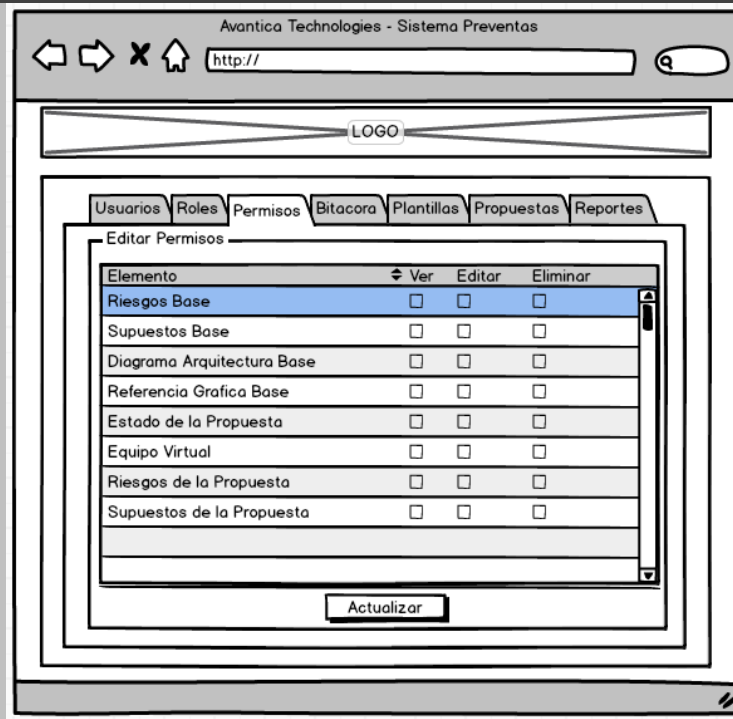 Avantica Technologies - Sistema Preventas
http://
LOGO
Usuarios Roles Permisos Bitacora Plantillas Propuestas Reportes
Editar Permisos
Elemento Ver Editar Eliminar
Riesgos Base
Supuestos Base
Diagrama Arquitectura Base
Referencia Grafica Base
Estado de la Propuesta
Equipo Virtual
Riesgos de la Propuesta
Supuestos de la Propuesta
Actualizar